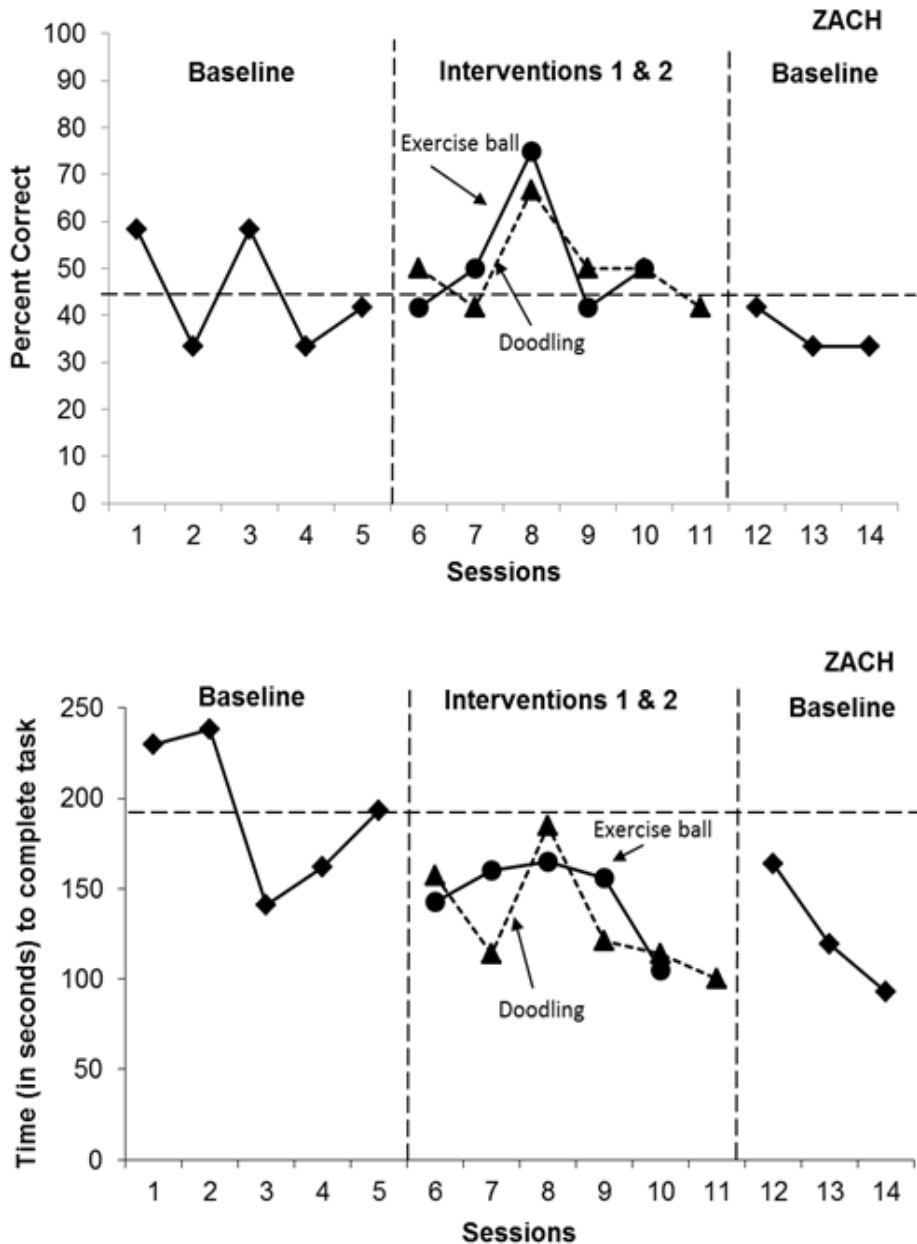 ZACH
Baseline
Interventions 1 & 2
Baseline
100
90
80
70
60
50
40
30
20
10
0
Percent Correct
Exercise ball
Doodling
1 2 3 4 5 6 7 8 9 10 11 12 13 14
Sessions
ZACH
Baseline
Interventions 1 & 2
Baseline
250
200
150
100
50
0
Time (in seconds) to complete task
Exercise ball
Doodling
1 2 3 4 5 6 7 8 9 10 11 12 13 14
Sessions